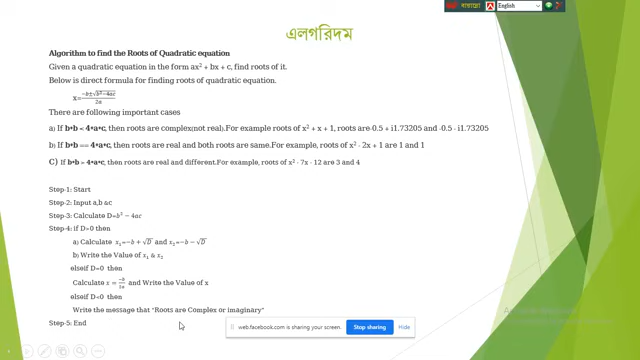 নায়াগ্রো
English
এলগরিদম
Algorithm to find the Roots of Quadratic equation
Given a quadratic equation in the form ax² + bx + c, find roots of it.
Below is direct formula for finding roots of quadratic equation.
x=(-b±√(b²-4ac))/2a
There are following important cases
a) If b*b < 4*a*c, then roots are complex(not real).For example roots of x² + x + 1, roots are-0.5 + i1.73205 and -0.5 - i1.73205
b) If b*b == 4*a*c, then roots are real and both roots are same.For example, roots of x² - 2x + 1 are 1 and 1
C) If b*b > 4*a*c, then roots are real and different.For example, roots of x² - 7x - 12 are 3 and 4
Step-1: Start
Step-2: Input a,b &c
Step-3: Calculate D=b² − 4ac
Step-4: if D>0 then
a) Calculate x₁=−b + √D and x₂=−b − √D
b) Write the Value of x₁ & x₂
elseif D=0 then
Calculate x = -b/2a and Write the Value of x
elseif D<0 then
Write the message that "Roots are Complex or imaginary"
Step-5: End
web.facebook.com is sharing your screen.
Stop sharing
Hide